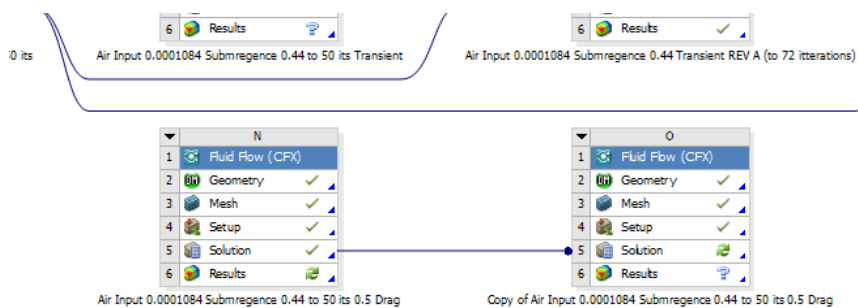 6 Results 6 Results
0 its Air Input 0.0001084 Submregence 0.44 to 50 its Transient Air Input 0.0001084 Submregence 0.44 Transient REV A (to 72 itterations)
N O
1 Fluid Flow (CFX) 1 Fluid Flow (CFX)
2 DM Geometry 2 DM Geometry
3 Mesh 3 Mesh
4 Setup 4 Setup
5 Solution 5 Solution
6 Results 6 Results
Air Input 0.0001084 Submregence 0.44 to 50 its 0.5 Drag Copy of Air Input 0.0001084 Submregence 0.44 to 50 its 0.5 Drag